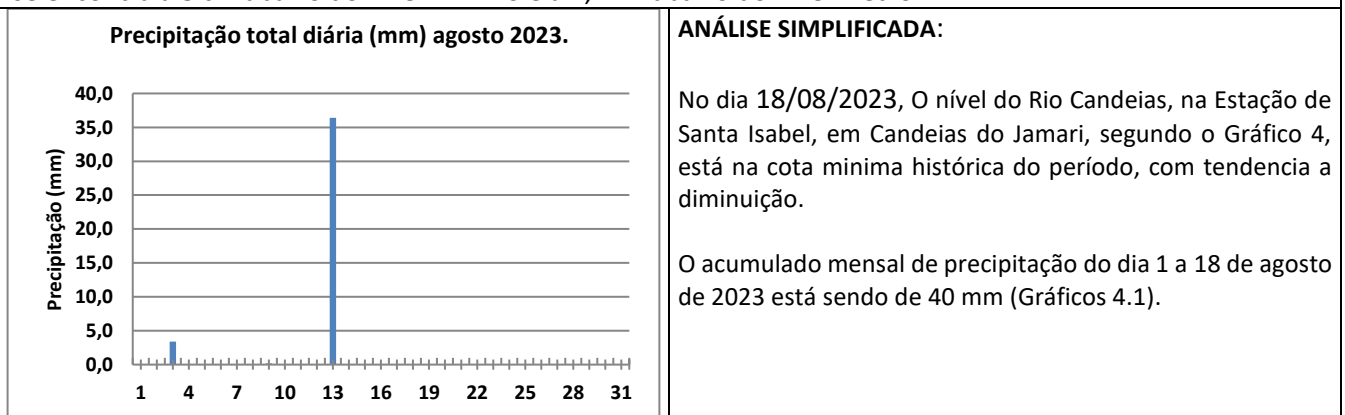 Precipitação total diária (mm) agosto 2023.
Precipitação (mm)
40,0
35,0
30,0
25,0
20,0
15,0
10,0
5,0
0,0
1 4 7 10 13 16 19 22 25 28 31
ANÁLISE SIMPLIFICADA:
No dia 18/08/2023, O nível do Rio Candeias, na Estação de
Santa Isabel, em Candeias do Jamari, segundo o Gráfico 4,
está na cota minima histórica do período, com tendencia a
diminuição.
O acumulado mensal de precipitação do dia 1 a 18 de agosto
de 2023 está sendo de 40 mm (Gráficos 4.1).